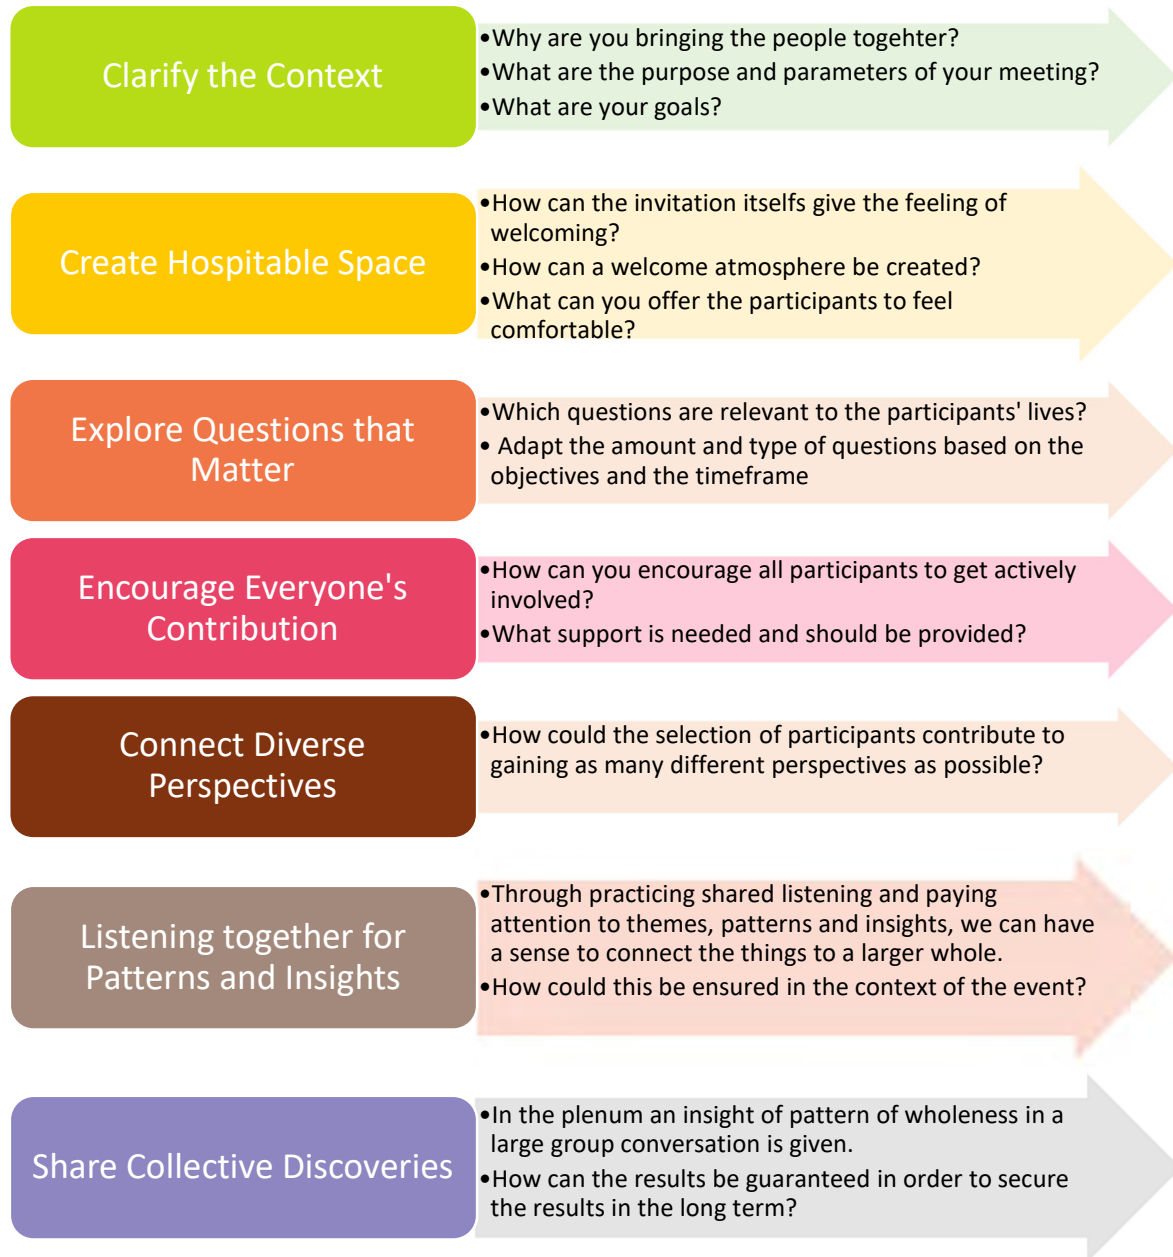 Clarify the Context
•Why are you bringing the people togehter?
•What are the purpose and parameters of your meeting?
•What are your goals?
Create Hospitable Space
•How can the invitation itselfs give the feeling of
welcoming?
•How can a welcome atmosphere be created?
•What can you offer the participants to feel
comfortable?
Explore Questions that
Matter
•Which questions are relevant to the participants' lives?
• Adapt the amount and type of questions based on the
objectives and the timeframe
Encourage Everyone's
Contribution
•How can you encourage all participants to get actively
involved?
•What support is needed and should be provided?
Connect Diverse
Perspectives
•How could the selection of participants contribute to
gaining as many different perspectives as possible?
Listening together for
Patterns and Insights
•Through practicing shared listening and paying
attention to themes, patterns and insights, we can have
a sense to connect the things to a larger whole.
•How could this be ensured in the context of the event?
Share Collective Discoveries
•In the plenum an insight of pattern of wholeness in a
large group conversation is given.
•How can the results be guaranteed in order to secure
the results in the long term?